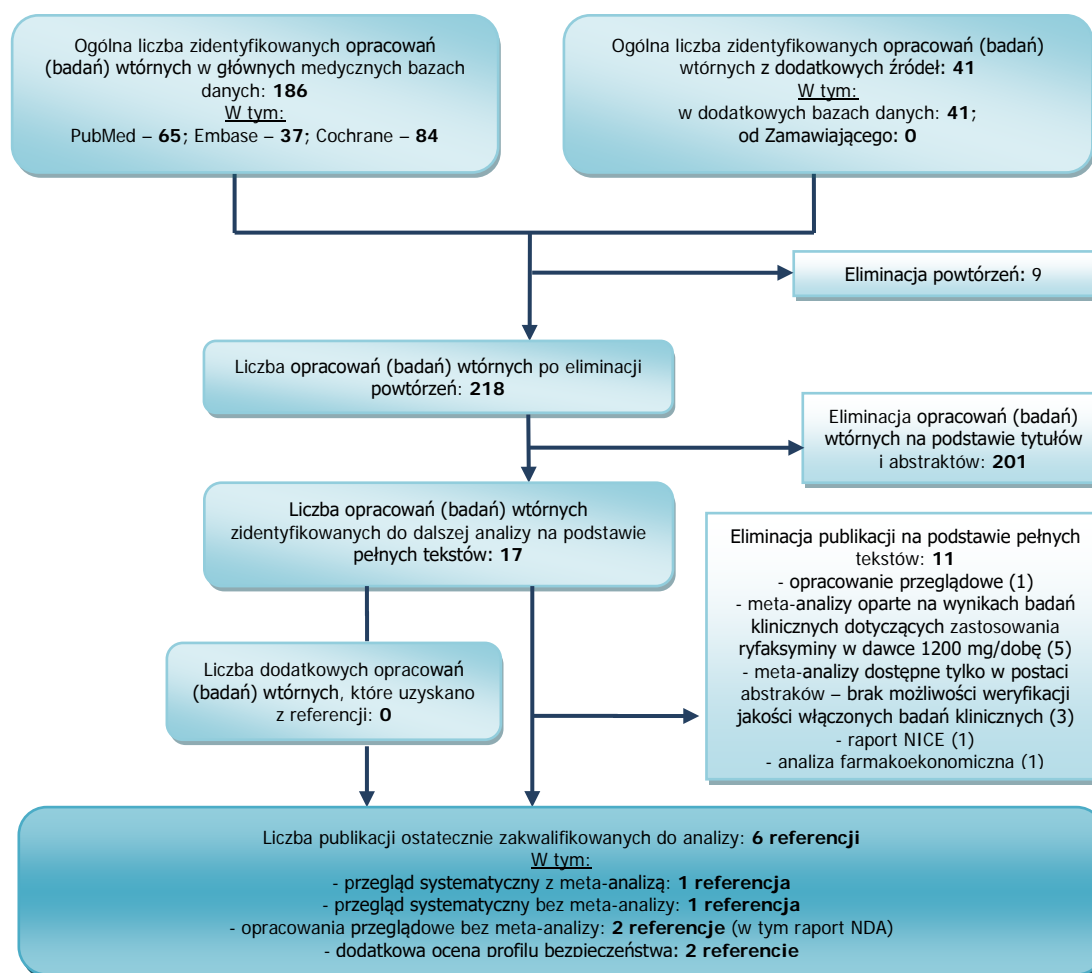 Ogólna liczba zidentyfikowanych opracowań
(badań) wtórnych w głównych medycznych bazach
danych: 186
W tym:
PubMed – 65; Embase – 37; Cochrane – 84
Ogólna liczba zidentyfikowanych opracowań (badań)
wtórnych z dodatkowych źródeł: 41
W tym:
w dodatkowych bazach danych: 41;
od Zamawiającego: 0
Eliminacja powtórzeń: 9
Liczba opracowań (badań) wtórnych po eliminacji
powtórzeń: 218
Eliminacja opracowań (badań)
wtórnych na podstawie tytułów
i abstraktów: 201
Liczba opracowań (badań) wtórnych
zidentyfikowanych do dalszej analizy na podstawie
pełnych tekstów: 17
Eliminacja publikacji na podstawie pełnych
tekstów: 11
- opracowanie przeglądowe (1)
- meta-analizy oparte na wynikach badań
klinicznych dotyczących zastosowania
ryfaksyminy w dawce 1200 mg/dobę (5)
- meta-analizy dostępne tylko w postaci
abstraków – brak możliwości weryfikacji
jakości włączonych badań klinicznych (3)
- raport NICE (1)
- analiza farmakoekonomiczna (1)
Liczba dodatkowych opracowań
(badań) wtórnych, które uzyskano
z referencji: 0
Liczba publikacji ostatecznie zakwalifikowanych do analizy: 6 referencji
W tym:
- przegląd systematyczny z meta-analizą: 1 referencja
- przegląd systematyczny bez meta-analizy: 1 referencja
- opracowania przeglądowe bez meta-analizy: 2 referencje (w tym raport NDA)
- dodatkowa ocena profilu bezpieczeństwa: 2 referencje